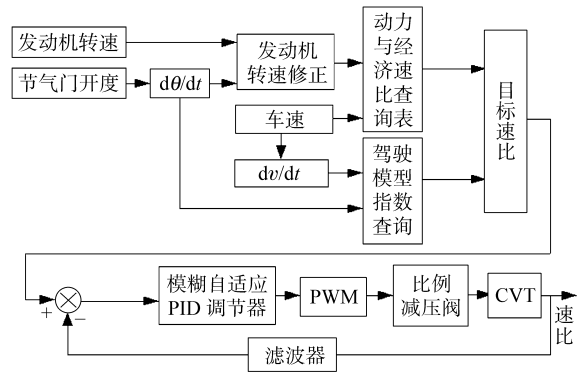 发动机转速
节气门开度
dθ/dt
发动机
转速修正
车速
dv/dt
动力
与经
济速
比查
询表
驾驶
模型
指数
查询
目
标
速
比
+
−
模糊自适应
PID 调节器
PWM
比例
减压阀
CVT
速
比
滤波器